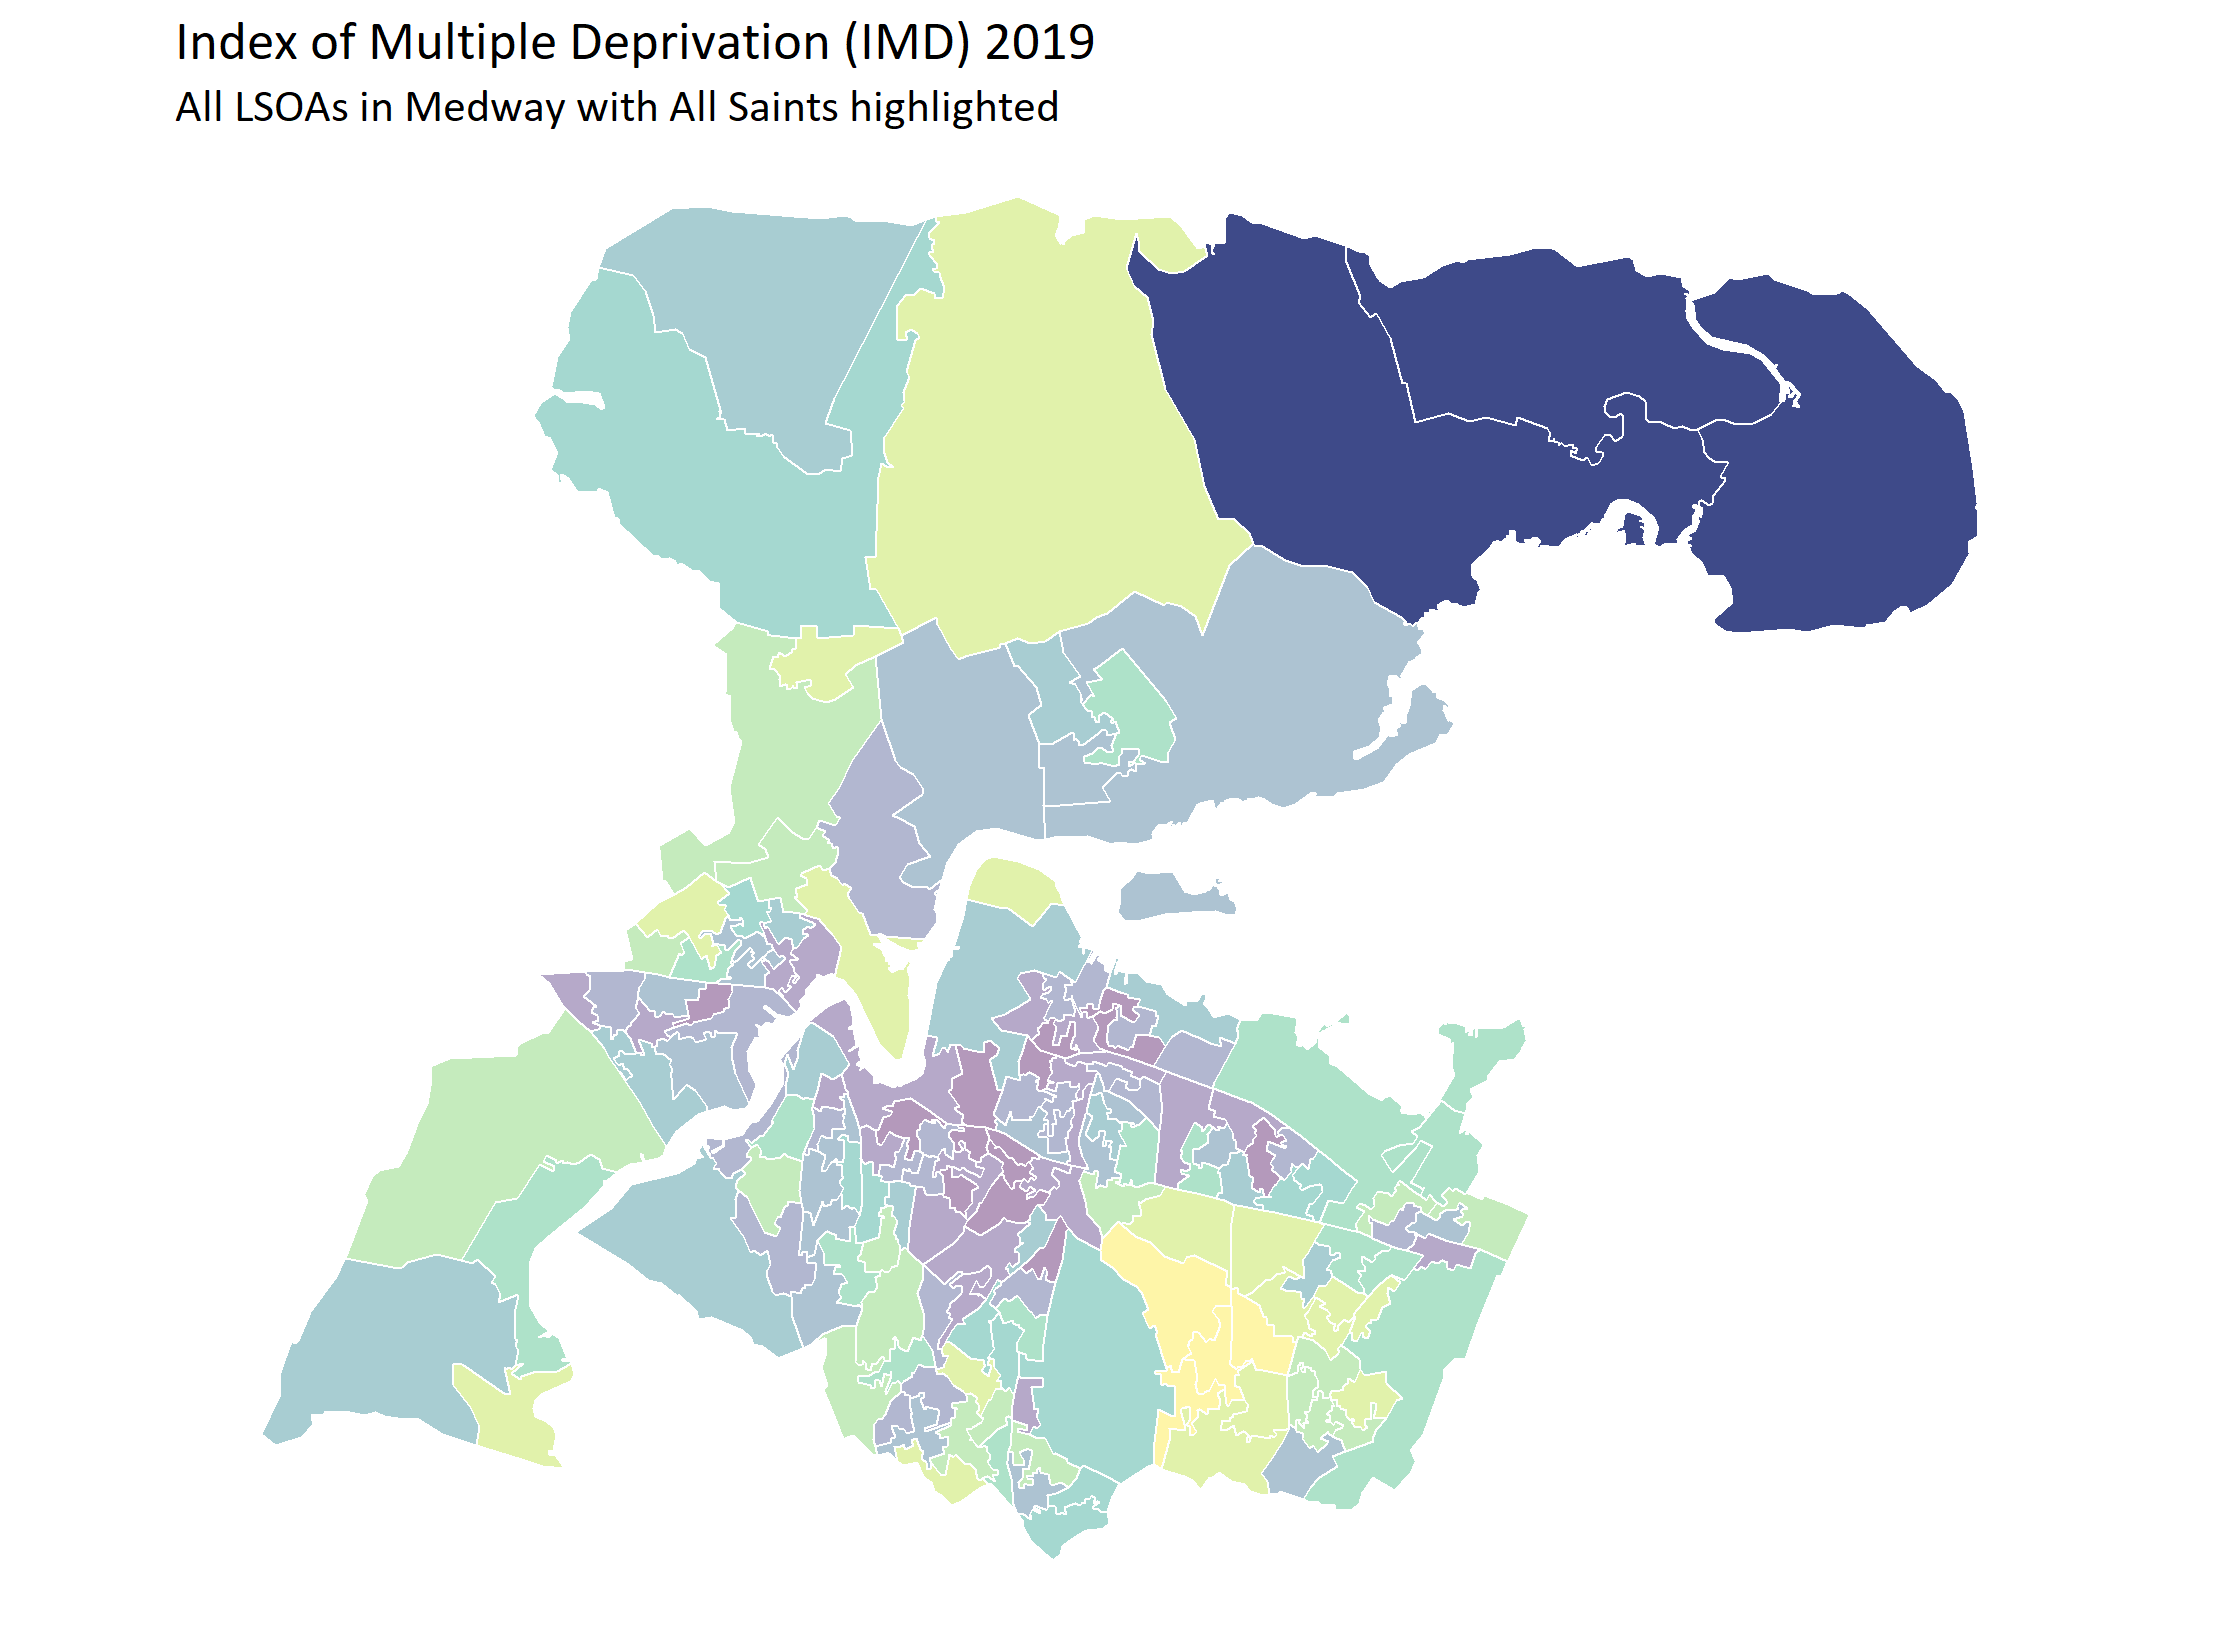 Index of Multiple Deprivation (IMD) 2019
All LSOAs in Medway with All Saints highlighted